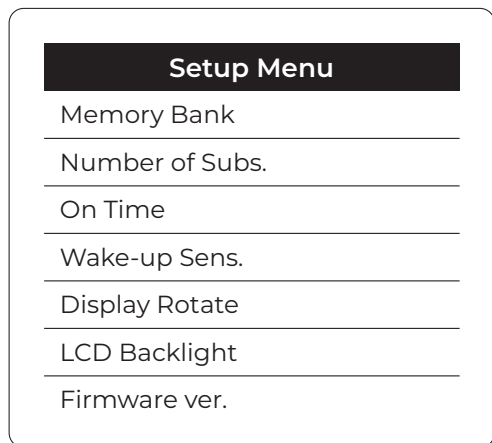 Setup Menu
Memory Bank
Number of Subs.
On Time
Wake-up Sens.
Display Rotate
LCD Backlight
Firmware ver.